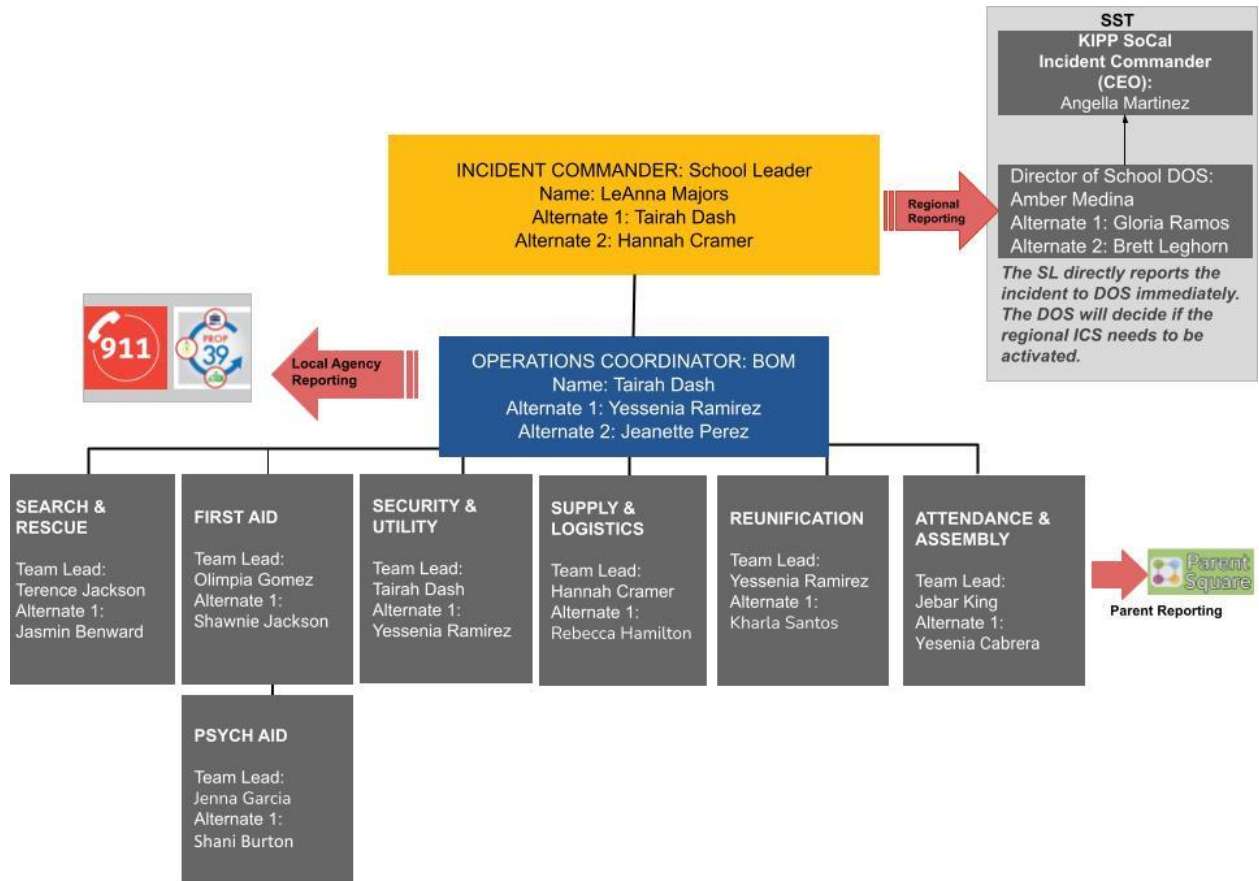 SST
KIPP SoCal
Incident Commander
(CEO):
Angella Martinez
INCIDENT COMMANDER: School Leader
Name: LeAnna Majors
Alternate 1: Tairah Dash
Alternate 2: Hannah Cramer
Regional
Reporting
Director of School DOS:
Amber Medina
Alternate 1: Gloria Ramos
Alternate 2: Brett Leghorn
The SL directly reports the
incident to DOS immediately.
The DOS will decide if the
regional ICS needs to be
activated.
911
PROP
39
Local Agency
Reporting
OPERATIONS COORDINATOR: BOM
Name: Tairah Dash
Alternate 1: Yessenia Ramirez
Alternate 2: Jeanette Perez
SEARCH &
RESCUE
Team Lead:
Terence Jackson
Alternate 1:
Jasmin Benward
FIRST AID
Team Lead:
Olimpia Gomez
Alternate 1:
Shawnie Jackson
SECURITY &
UTILITY
Team Lead:
Tairah Dash
Alternate 1:
Yessenia Ramirez
SUPPLY &
LOGISTICS
Team Lead:
Hannah Cramer
Alternate 1:
Rebecca Hamilton
REUNIFICATION
Team Lead:
Yessenia Ramirez
Alternate 1:
Kharla Santos
ATTENDANCE &
ASSEMBLY
Team Lead:
Jebar King
Alternate 1:
Yesenia Cabrera
Parent
Square
Parent Reporting
PSYCH AID
Team Lead:
Jenna Garcia
Alternate 1:
Shani Burton